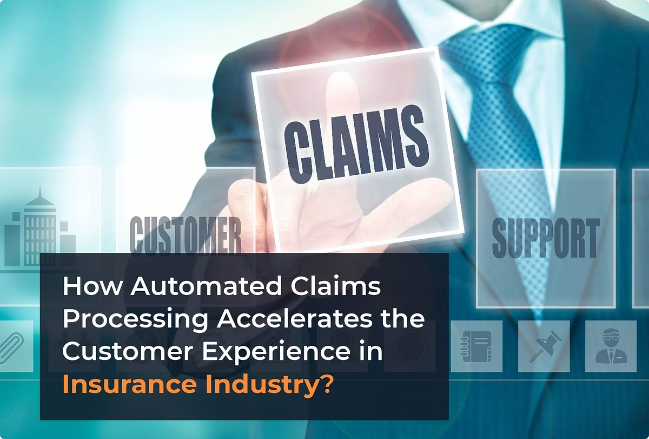 CLAIMS
CUSTOMER
SUPPORT
How Automated Claims
Processing Accelerates the
Customer Experience in
Insurance Industry?